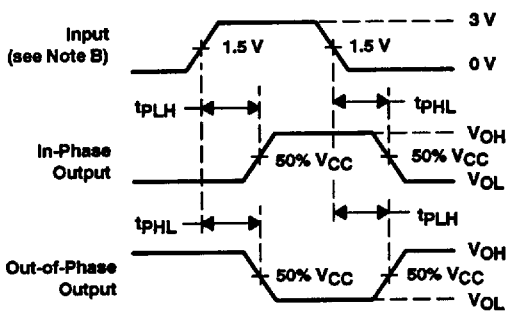 Input
(see Note B)
1.5 V
1.5 V
3 V
0 V
tPLH
tPHL
In-Phase
Output
50% VCC
50% VCC
VOH
VOL
tPHL
tPLH
Out-of-Phase
Output
50% VCC
50% VCC
VOH
VOL